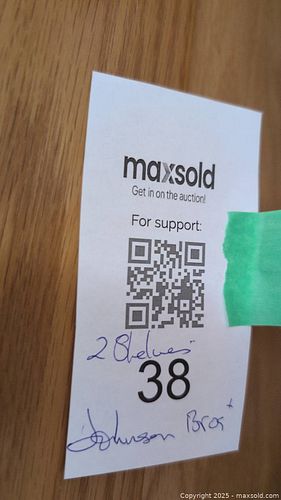 maxsold
Get in on the auction!
For support:
2 Shelves
38
Johnson Bros
Copyright 2025 - maxsold.com